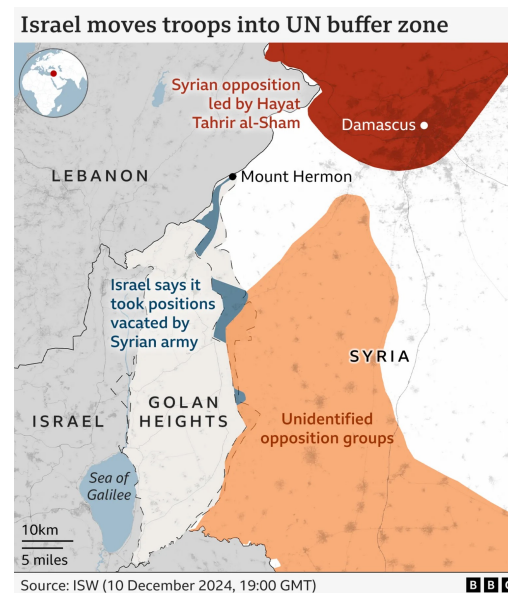 Israel moves troops into UN buffer zone
Syrian opposition
led by Hayat
Tahrir al-Sham
Damascus
LEBANON
Mount Hermon
Israel says it
took positions
vacated by
Syrian army
SYRIA
GOLAN
HEIGHTS
ISRAEL
Unidentified
opposition groups
Sea of
Galilee
10km
5 miles
Source: ISW (10 December 2024, 19:00 GMT)
BBC